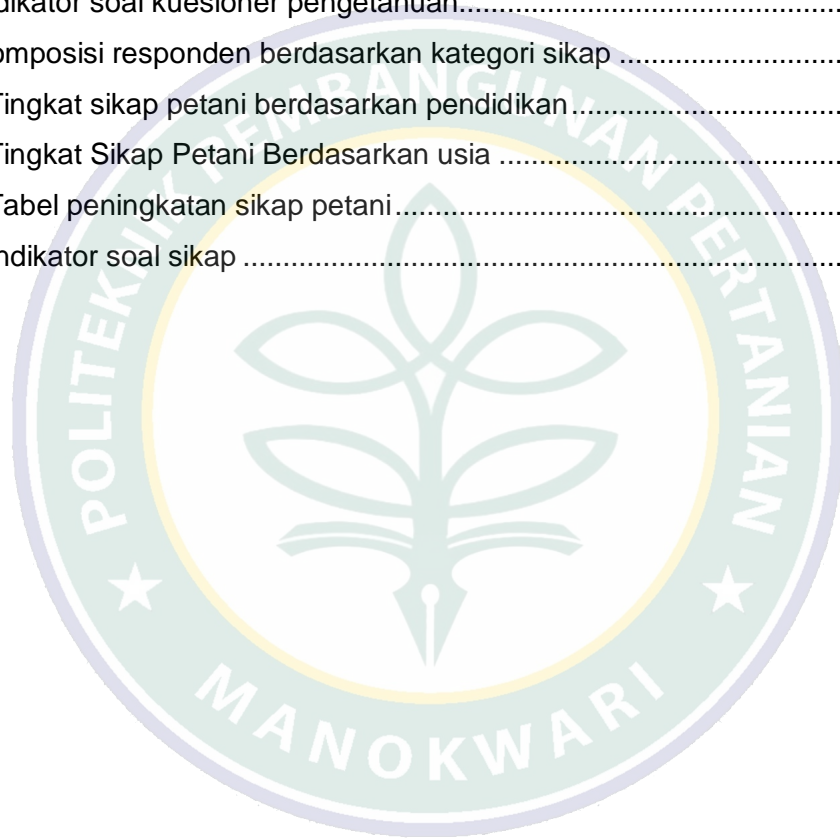 dikator soal kuesioner pengetahuan........................................
omposisi responden berdasarkan kategori sikap ............................
Tingkat sikap petani berdasarkan pendidikan..................................
Tingkat Sikap Petani Berdasarkan usia ...........................................
Tabel peningkatan sikap petani........................................................
ndikator soal sikap ..........................................................................
POLITEKNIK PEMBANGUNAN PERTANIAN
MANOKWARI